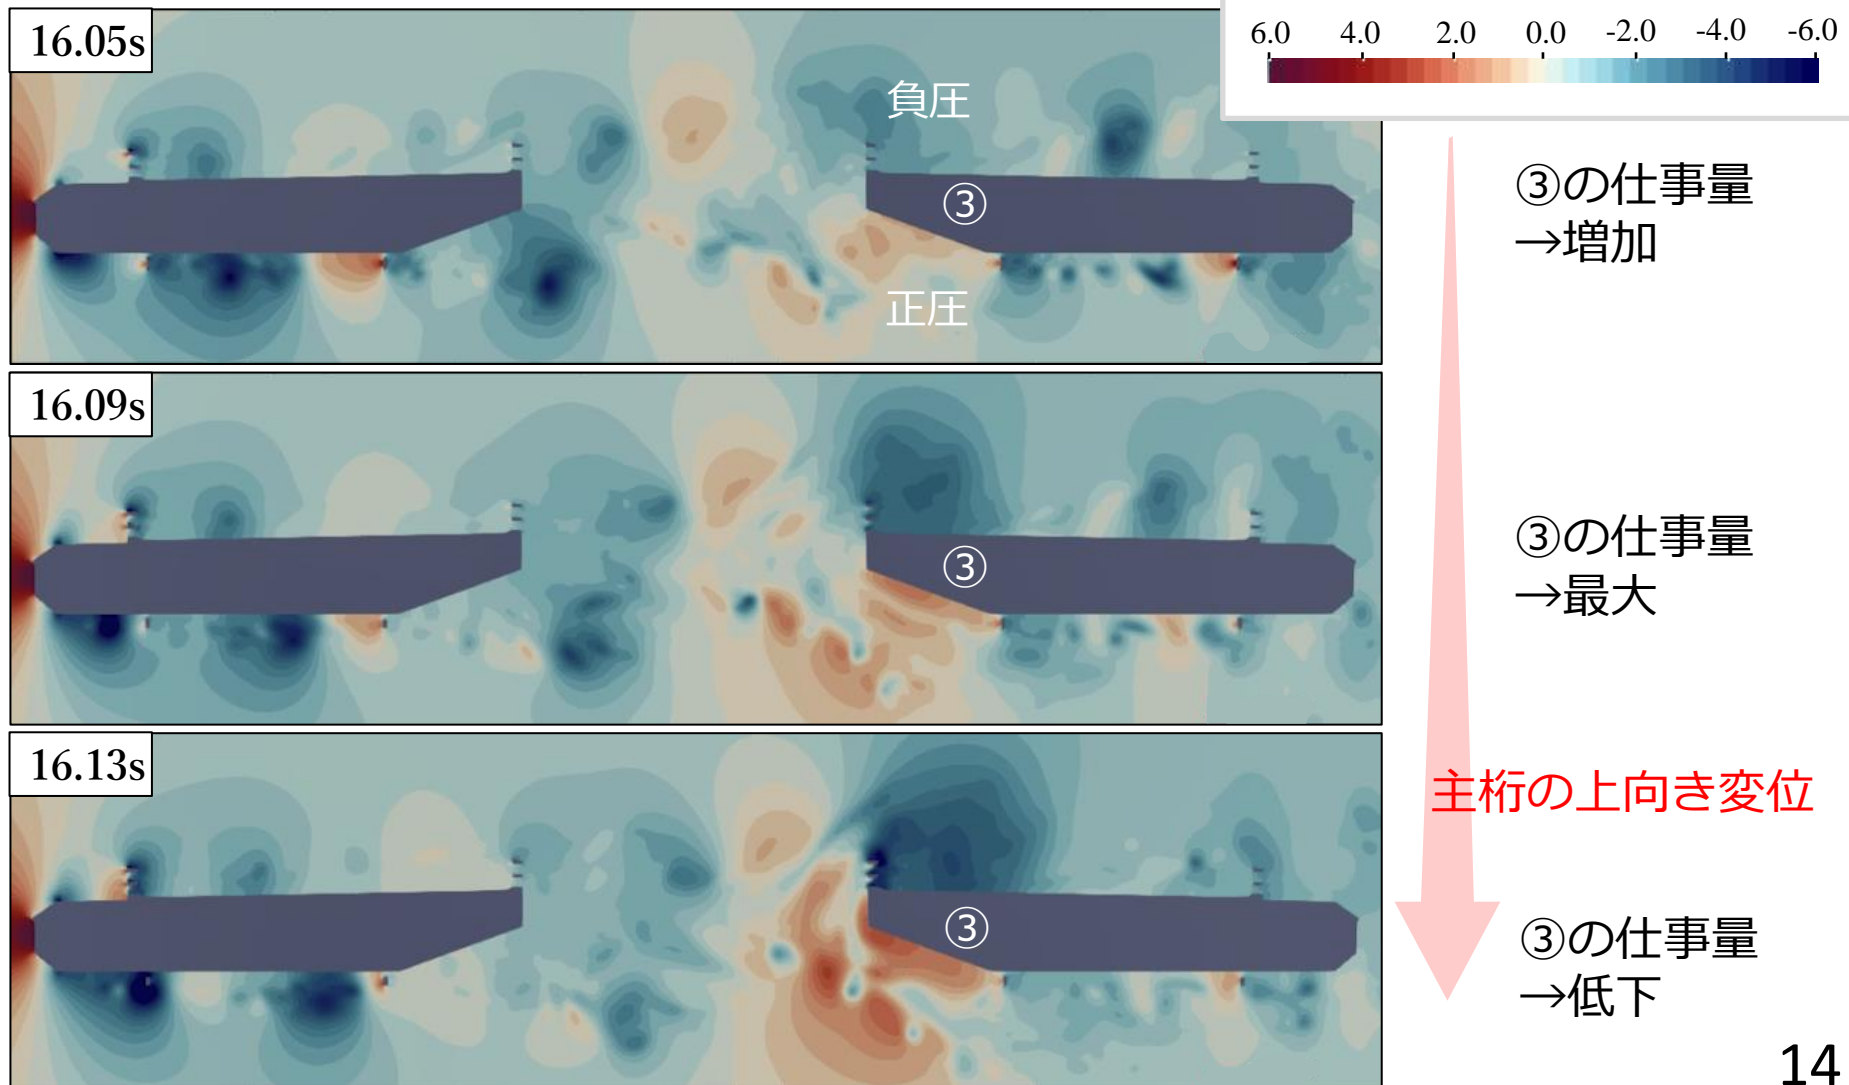 6.0 4.0 2.0 0.0 -2.0 -4.0 -6.0
16.05s
負圧
③
正圧
③の仕事量
→増加
16.09s
③
③の仕事量
→最大
16.13s
③
主桁の上向き変位
③の仕事量
→低下
14